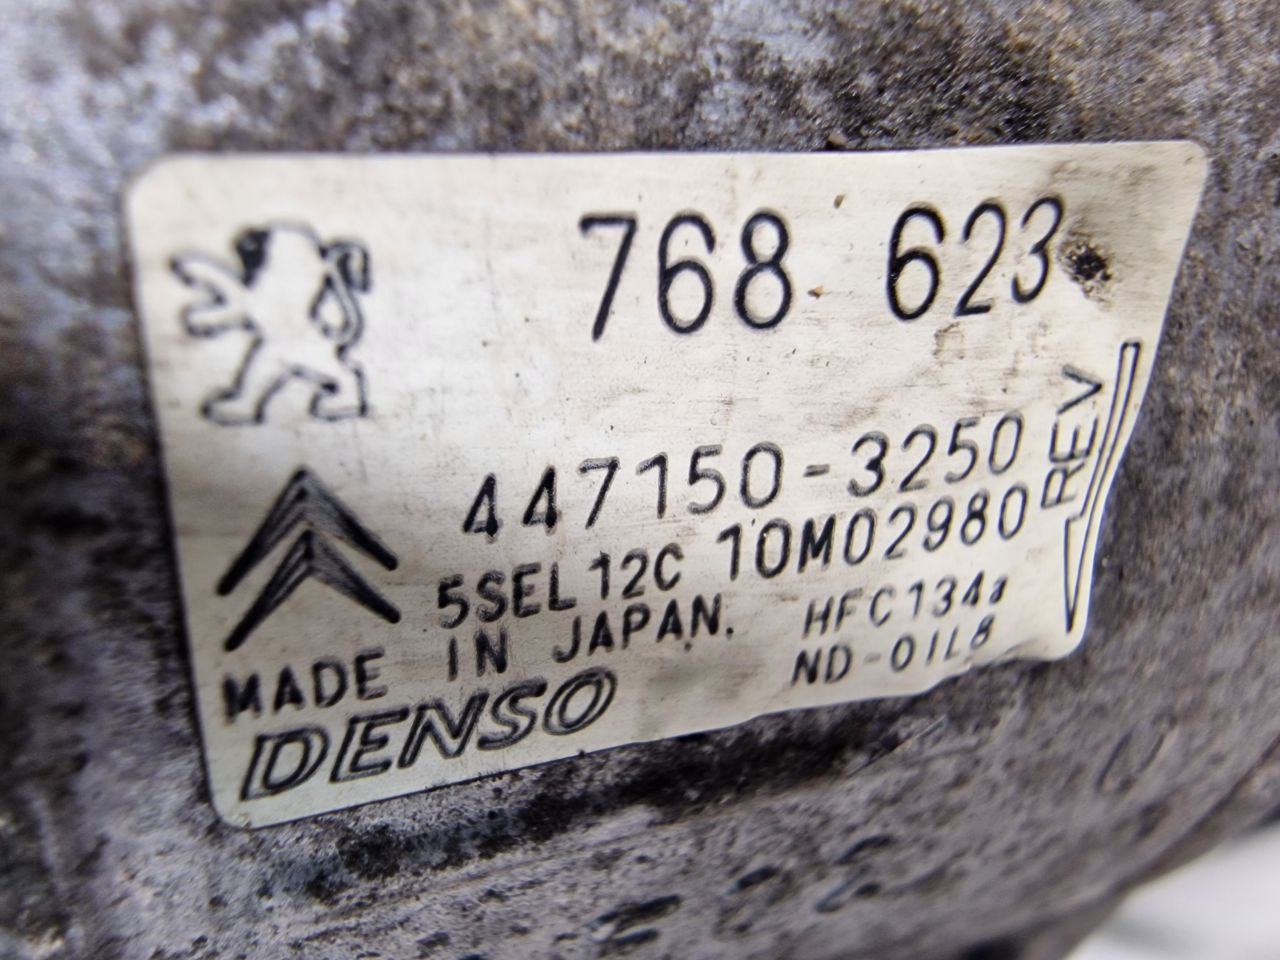 768 623
447150-3250
5SEL12C 10M02980
REV
MADE IN JAPAN. HFC134a
DENSO ND-OIL8